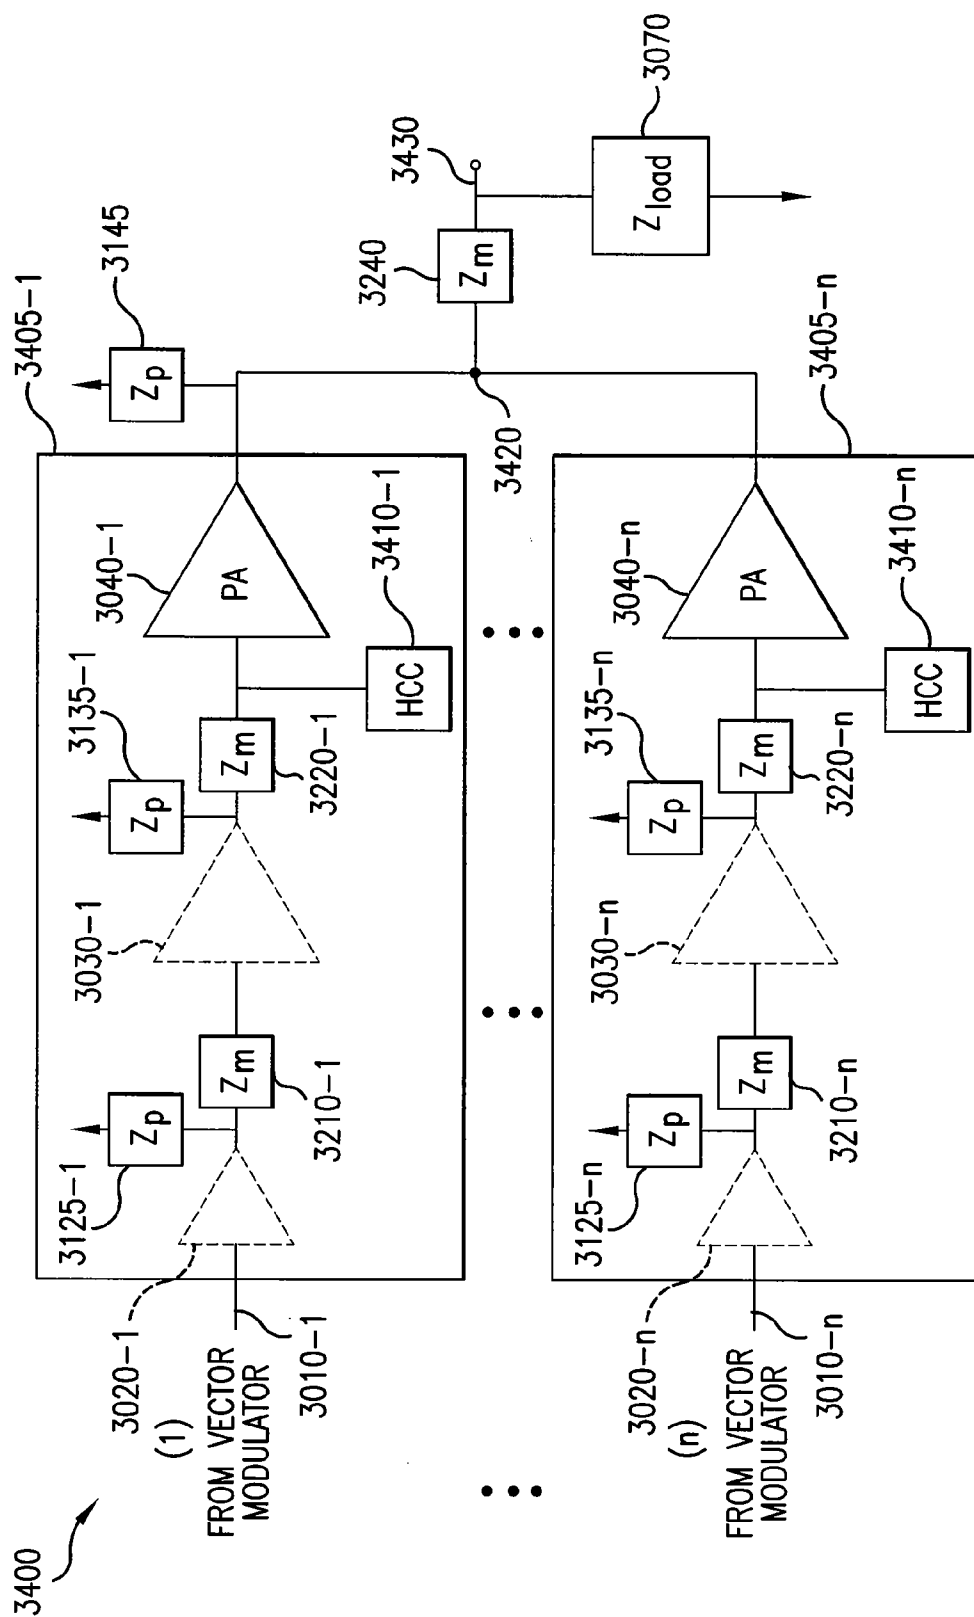 3400
(1)
FROM VECTOR
MODULATOR
3010-1
3020-1
3125-1
Zp
Zm
3210-1
3030-1
3135-1
Zp
Zm
3220-1
PA
3040-1
HCC
3410-1
3405-1
Zp
3145
3420
3240
Zm
3430
Zload
3070
(n)
FROM VECTOR
MODULATOR
3010-n
3020-n
3125-n
Zp
Zm
3210-n
3030-n
3135-n
Zp
Zm
3220-n
PA
3040-n
HCC
3410-n
3405-n